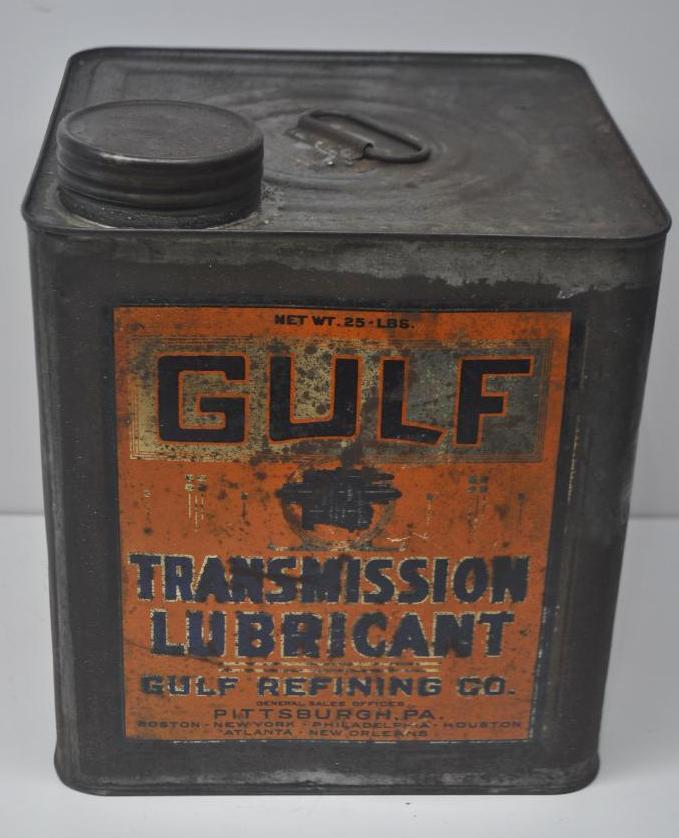 NET WT. 25-LBS.
GULF
TRANSMISSION
LUBRICANT
GULF REFINING CO.
GENERAL SALES OFFICES
PITTSBURGH, PA.
BOSTON - NEW YORK - PHILADELPHIA - HOUSTON
ATLANTA - NEW ORLEANS